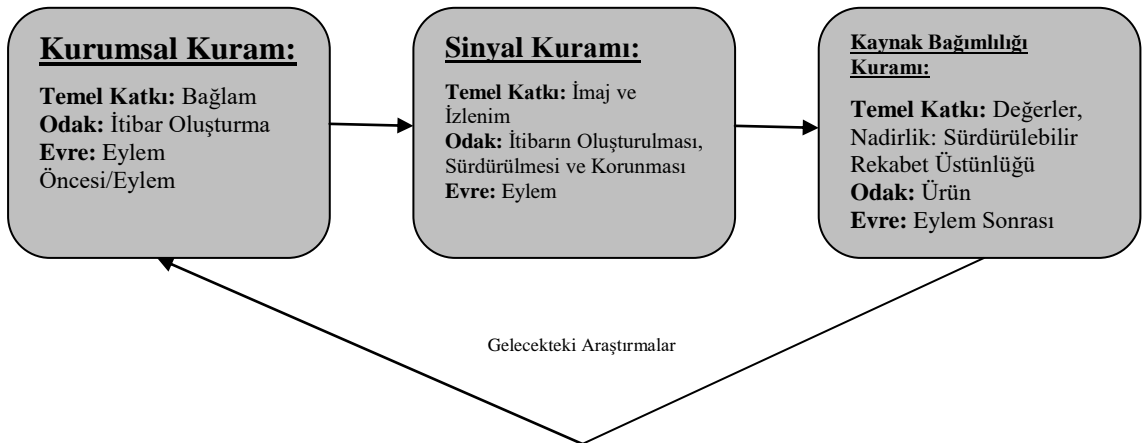 Kurumsal Kuram:
Temel Katkı: Bağlam
Odak: İtibar Oluşturma
Evre: Eylem
Öncesi/Eylem
Sinyal Kuramı:
Temel Katkı: İmaj ve
İzlenim
Odak: İtibarın Oluşturulması,
Sürdürülmesi ve Korunması
Evre: Eylem
Kaynak Bağımlılığı
Kuramı:
Temel Katkı: Değerler,
Nadirlik: Sürdürülebilir
Rekabet Üstünlüğü
Odak: Ürün
Evre: Eylem Sonrası
Gelecekteki Araştırmalar